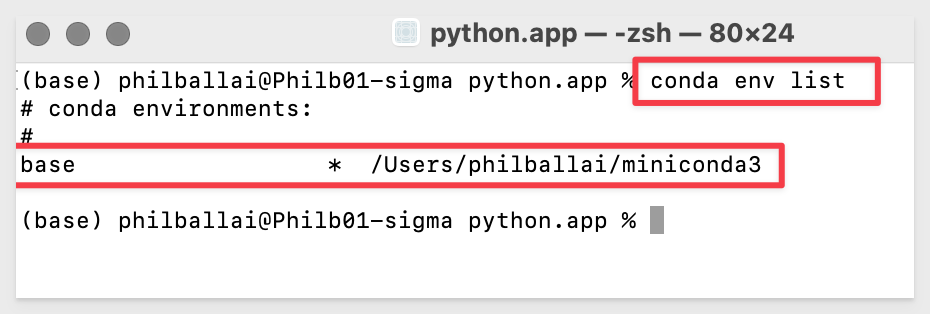 python.app — -zsh — 80×24
(base) philballai@Philb01-sigma python.app % conda env list
# conda environments:
#
base                  *  /Users/philballai/miniconda3
(base) philballai@Philb01-sigma python.app %